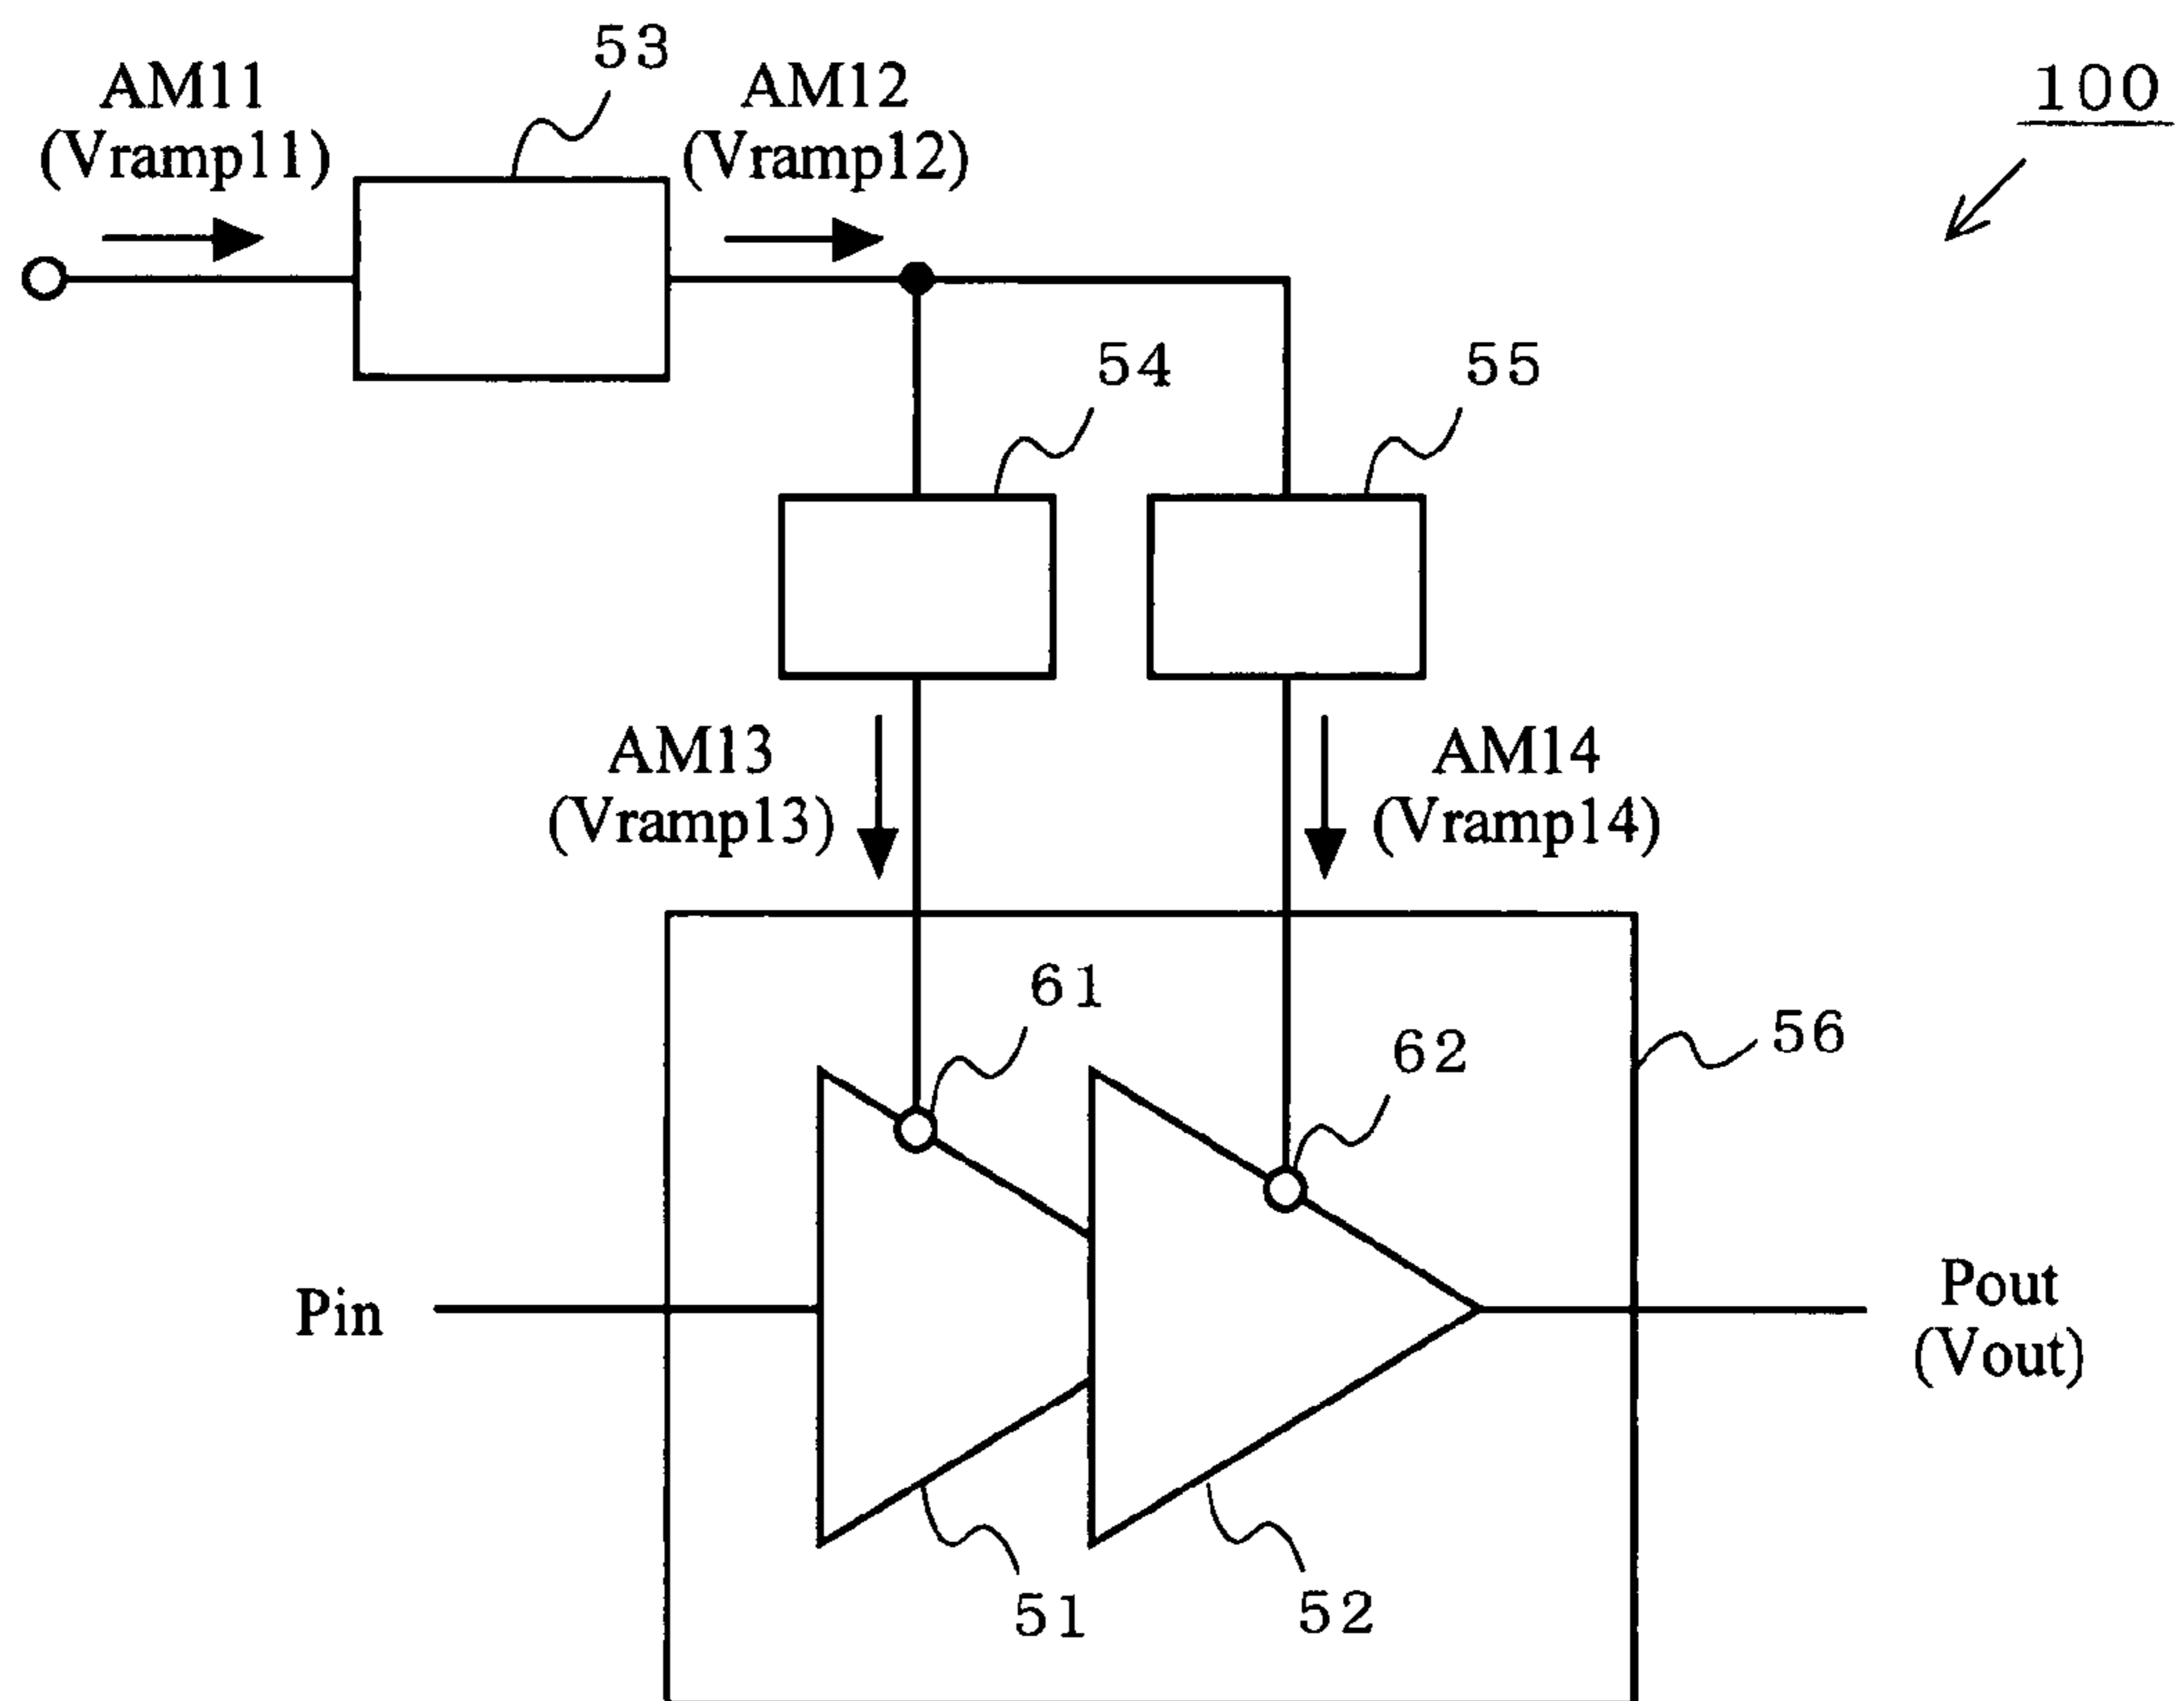 53
AM11
(Vramp11)
AM12
(Vramp12)
100
54
55
AM13
(Vramp13)
AM14
(Vramp14)
61
62
56
Pin
Pout
(Vout)
51
52